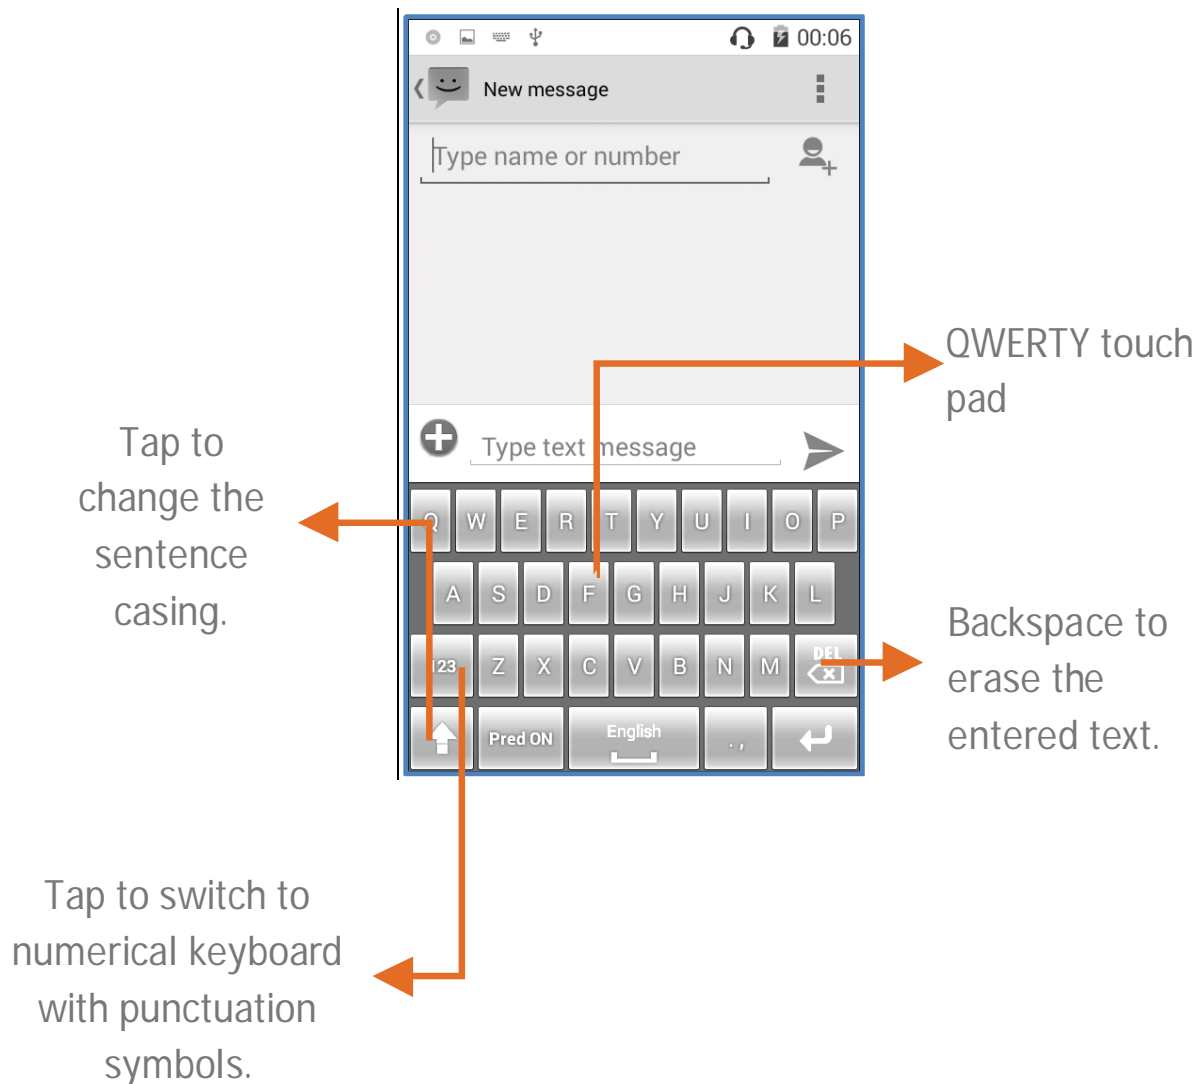 00:06
New message
Type name or number
QWERTY touch
pad
Tap to
change the
sentence
casing.
Type text message
Q W E R T Y U I O P
A S D F G H J K L
123 Z X C V B N M DEL
Pred ON English . ,
Backspace to
erase the
entered text.
Tap to switch to
numerical keyboard
with punctuation
symbols.